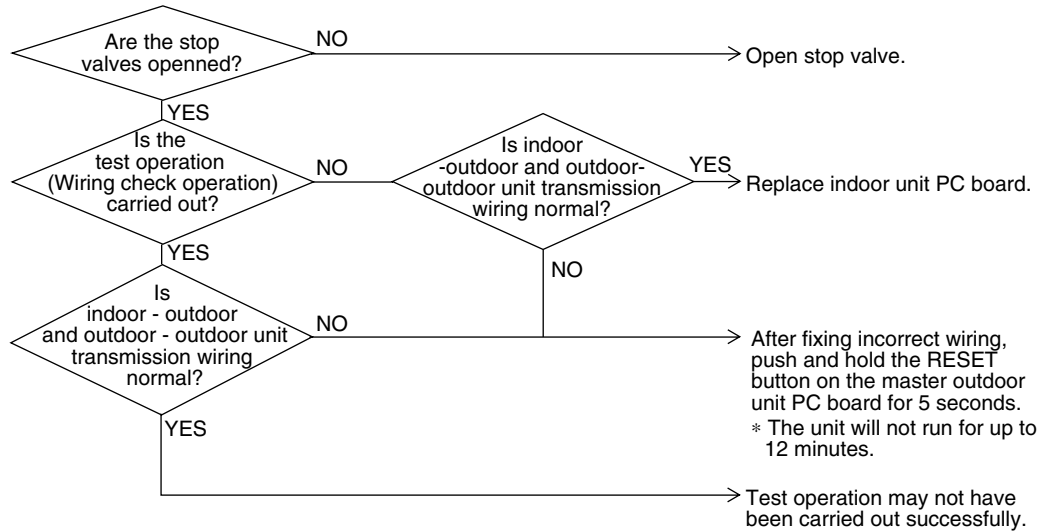 Are the stop
valves openned?
NO
Open stop valve.
YES
Is the
test operation
(Wiring check operation)
carried out?
NO
Is indoor
-outdoor and outdoor-
outdoor unit transmission
wiring normal?
YES
Replace indoor unit PC board.
YES
NO
Is
indoor - outdoor
and outdoor - outdoor unit
transmission wiring
normal?
NO
After fixing incorrect wiring,
push and hold the RESET
button on the master outdoor
unit PC board for 5 seconds.
* The unit will not run for up to
12 minutes.
YES
Test operation may not have
been carried out successfully.